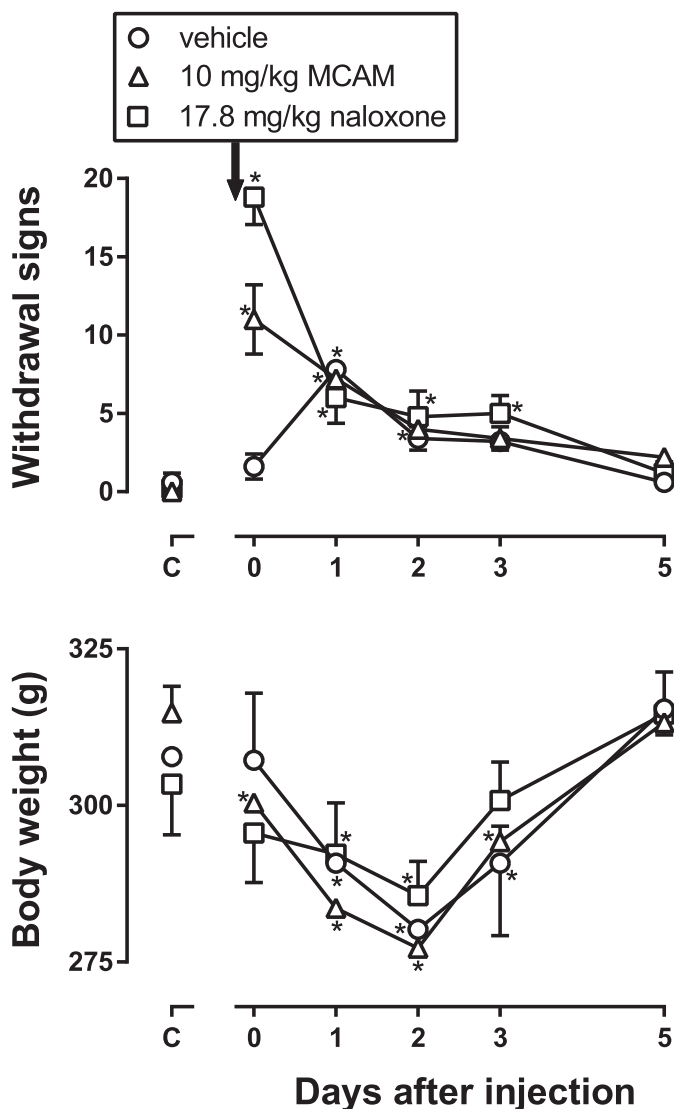 vehicle
10 mg/kg MCAM
17.8 mg/kg naloxone
Withdrawal signs
20
15
10
5
0
* * * * * * * *
C 0 1 2 3 5
Body weight (g)
325
300
275
* * * * * * * * *
C 0 1 2 3 5
Days after injection